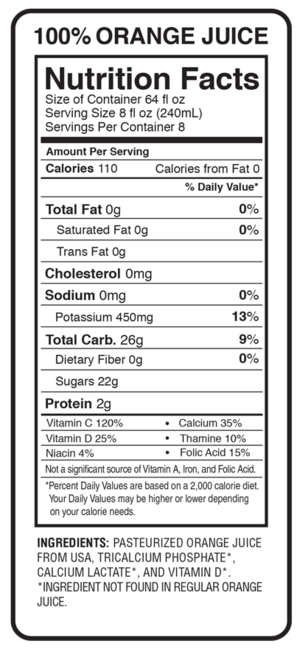 100% ORANGE JUICE
Nutrition Facts
Size of Container 64 fl oz
Serving Size 8 fl oz (240mL)
Servings Per Container 8
Amount Per Serving
Calories 110 Calories from Fat 0
% Daily Value*
Total Fat 0g 0%
Saturated Fat 0g 0%
Trans Fat 0g
Cholesterol 0mg
Sodium 0mg 0%
Potassium 450mg 13%
Total Carb. 26g 9%
Dietary Fiber 0g 0%
Sugars 22g
Protein 2g
Vitamin C 120% • Calcium 35%
Vitamin D 25% • Thamine 10%
Niacin 4% • Folic Acid 15%
Not a significant source of Vitamin A, Iron, and Folic Acid.
*Percent Daily Values are based on a 2,000 calorie diet.
Your Daily Values may be higher or lower depending
on your calorie needs.
INGREDIENTS: PASTEURIZED ORANGE JUICE
FROM USA, TRICALCIUM PHOSPHATE*,
CALCIUM LACTATE*, AND VITAMIN D*.
*INGREDIENT NOT FOUND IN REGULAR ORANGE
JUICE.